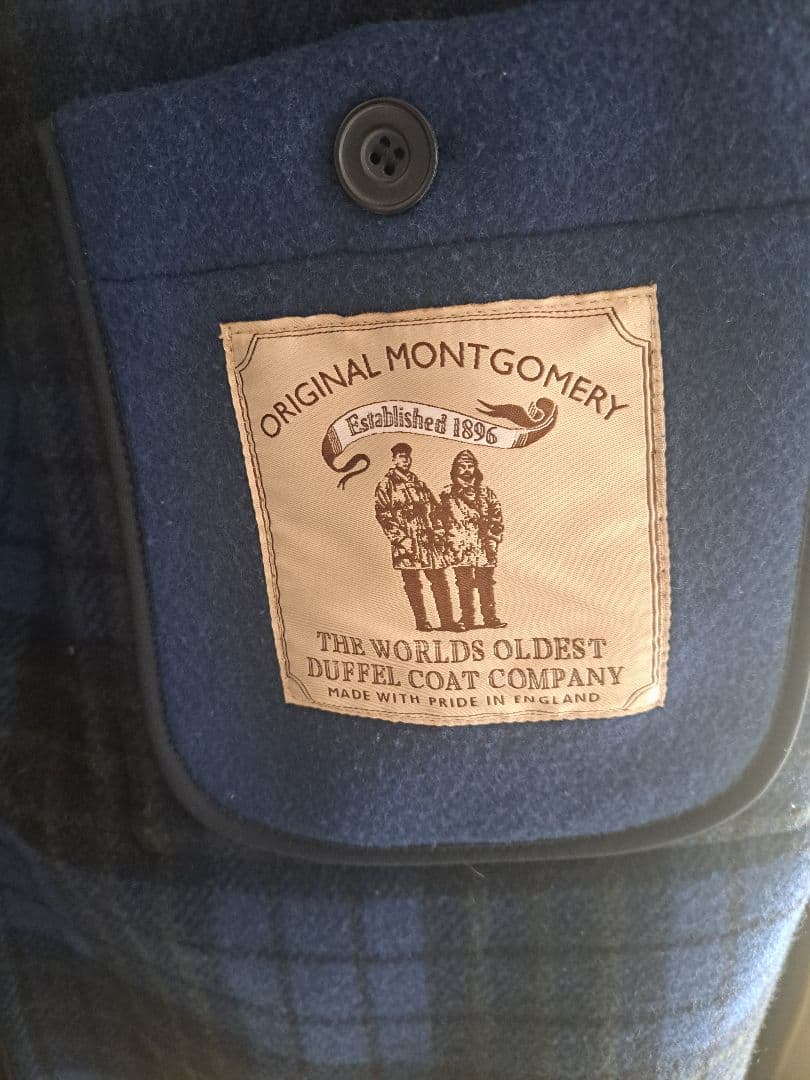 ORIGINAL MONTGOMERY
Established 1896
THE WORLDS OLDEST
DUFFEL COAT COMPANY
MADE WITH PRIDE IN ENGLAND